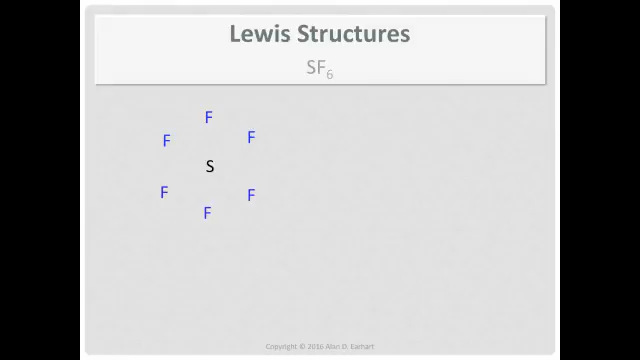 Lewis Structures
SF₆
F
F F
S
F F
F
Copyright © 2016 Alan D. Earhart